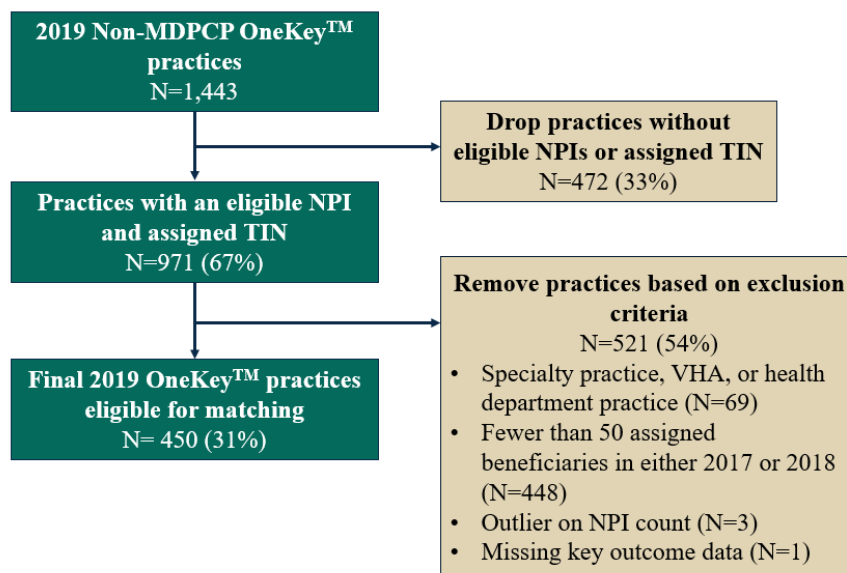 2019 Non-MDPCP OneKey™
practices
N=1,443
Drop practices without
eligible NPIs or assigned TIN
N=472 (33%)
Practices with an eligible NPI
and assigned TIN
N=971 (67%)
Remove practices based on exclusion
criteria
N=521 (54%)
• Specialty practice, VHA, or health
department practice (N=69)
• Fewer than 50 assigned
beneficiaries in either 2017 or 2018
(N=448)
• Outlier on NPI count (N=3)
• Missing key outcome data (N=1)
Final 2019 OneKey™ practices
eligible for matching
N= 450 (31%)